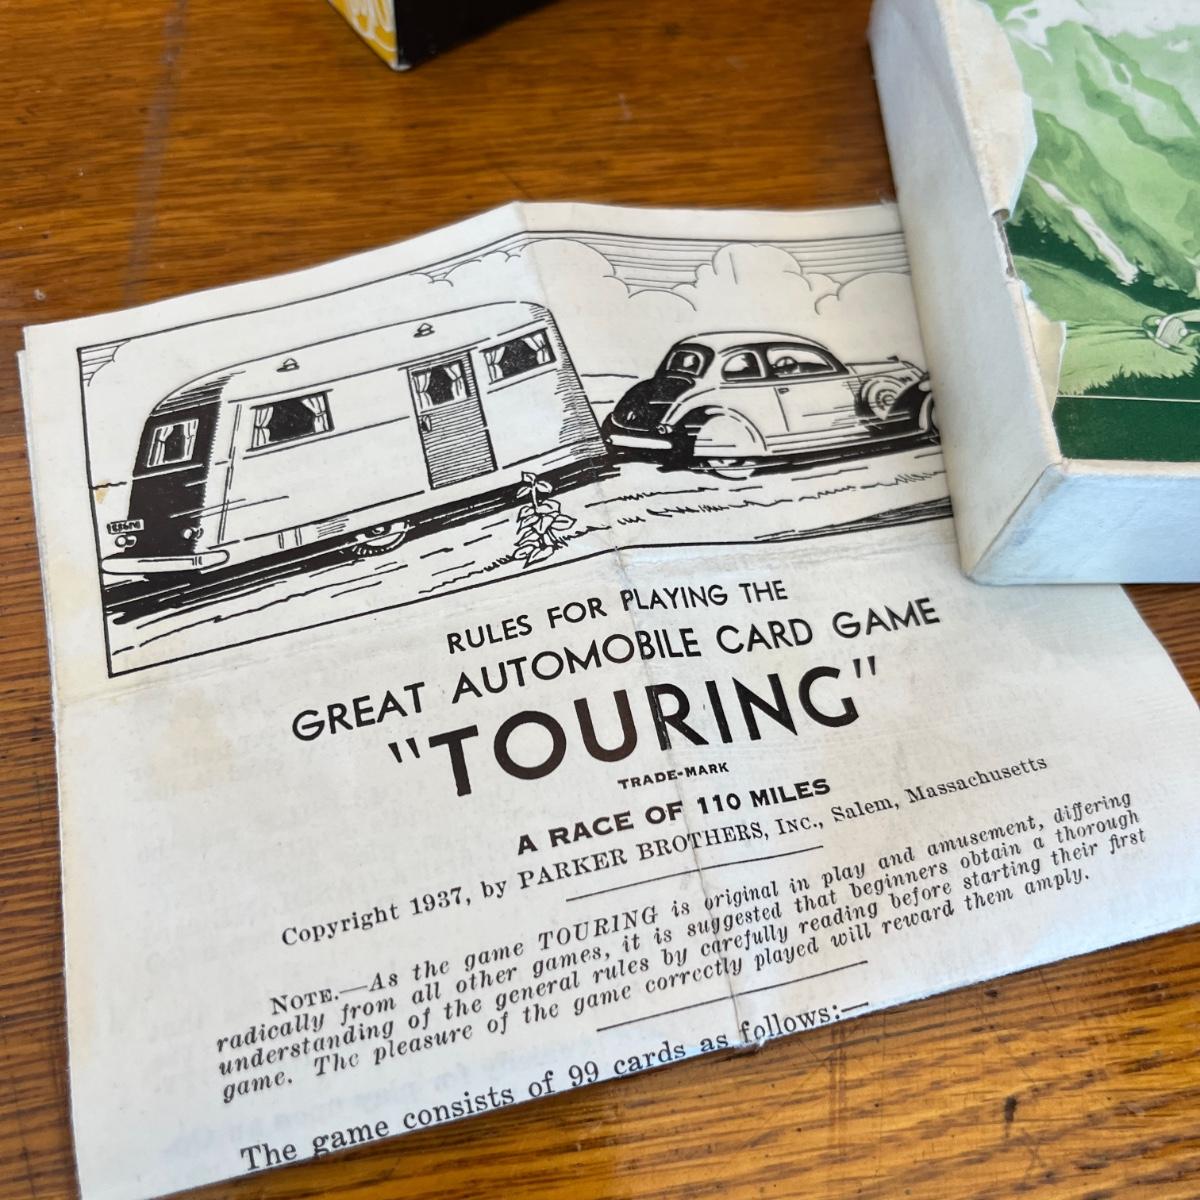 RULES FOR PLAYING THE
GREAT AUTOMOBILE CARD GAME
"TOURING"
TRADE-MARK
A RACE OF 110 MILES
Copyright 1937, by PARKER BROTHERS, INC., Salem, Massachusetts
NOTE.—As the game TOURING is original in play and amusement, differing
radically from all other games, it is suggested that beginners obtain a thorough
understanding of the general rules by carefully reading before starting their first
game. The pleasure of the game correctly played will reward them amply.
The game consists of 99 cards as follows:—